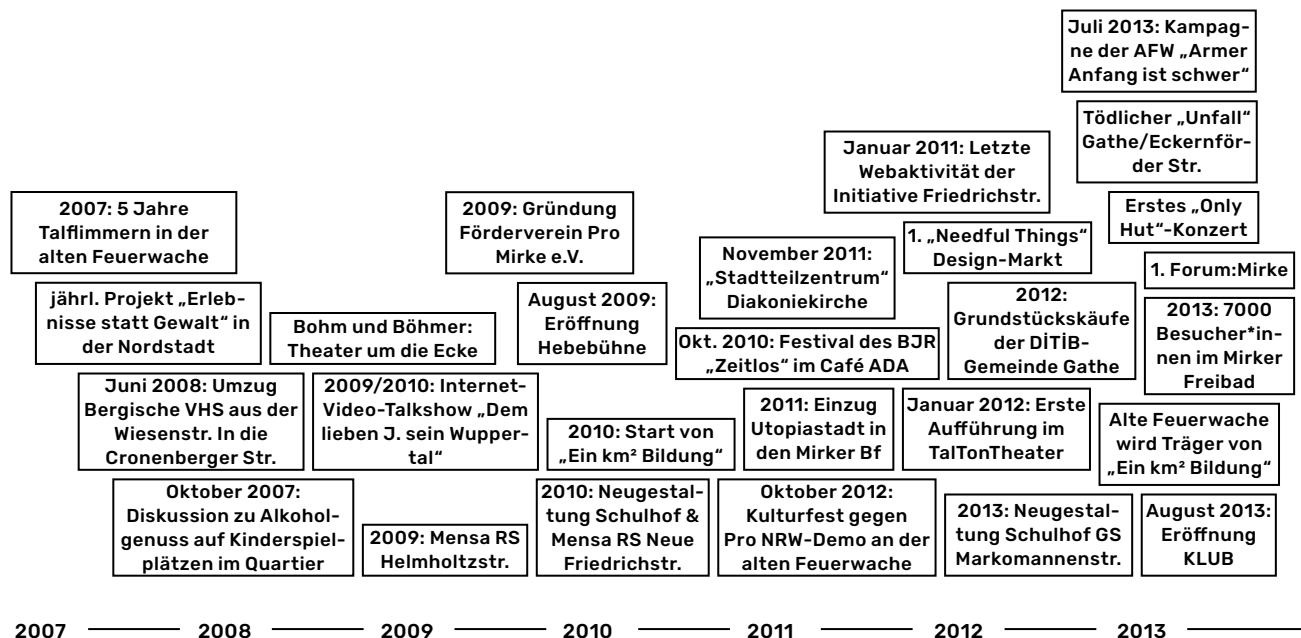 Juli 2013: Kampag-
ne der AFW „Armer
Anfang ist schwer“
Tödlicher „Unfall“
Gathe/Eckernför-
der Str.
Januar 2011: Letzte
Webaktivität der
Initiative Friedrichstr.
2007: 5 Jahre
Talflimmern in der
alten Feuerwache
2009: Gründung
Förderverein Pro
Mirke e.V.
Erstes „Only
Hut“-Konzert
1. „Needful Things“
Design-Markt
November 2011:
„Stadtteilzentrum“
Diakoniekirche
1. Forum:Mirke
jährl. Projekt „Erleb-
nisse statt Gewalt“ in
der Nordstadt
August 2009:
Eröffnung
Hebebühne
2012:
Grundstückskäufe
der DİTİB-
Gemeinde Gathe
2013: 7000
Besucher*in-
nen im Mirker
Freibad
Bohm und Böhmer:
Theater um die Ecke
Okt. 2010: Festival des BJR
„Zeitlos“ im Café ADA
Juni 2008: Umzug
Bergische VHS aus der
Wiesenstr. In die
Cronenberger Str.
2009/2010: Internet-
Video-Talkshow „Dem
lieben J. sein Wupper-
tal“
2010: Start von
„Ein km² Bildung“
2011: Einzug
Utopiastadt in
den Mirker Bf
Januar 2012: Erste
Aufführung im
TalTonTheater
Alte Feuerwache
wird Träger von
„Ein km² Bildung“
Oktober 2007:
Diskussion zu Alkohol-
genuss auf Kinderspiel-
plätzen im Quartier
2009: Mensa RS
Helmholtzstr.
2010: Neugestal-
tung Schulhof &
Mensa RS Neue
Friedrichstr.
Oktober 2012:
Kulturfest gegen
Pro NRW-Demo an der
alten Feuerwache
2013: Neugestal-
tung Schulhof GS
Markomannenstr.
August 2013:
Eröffnung
KLUB
2007 2008 2009 2010 2011 2012 2013